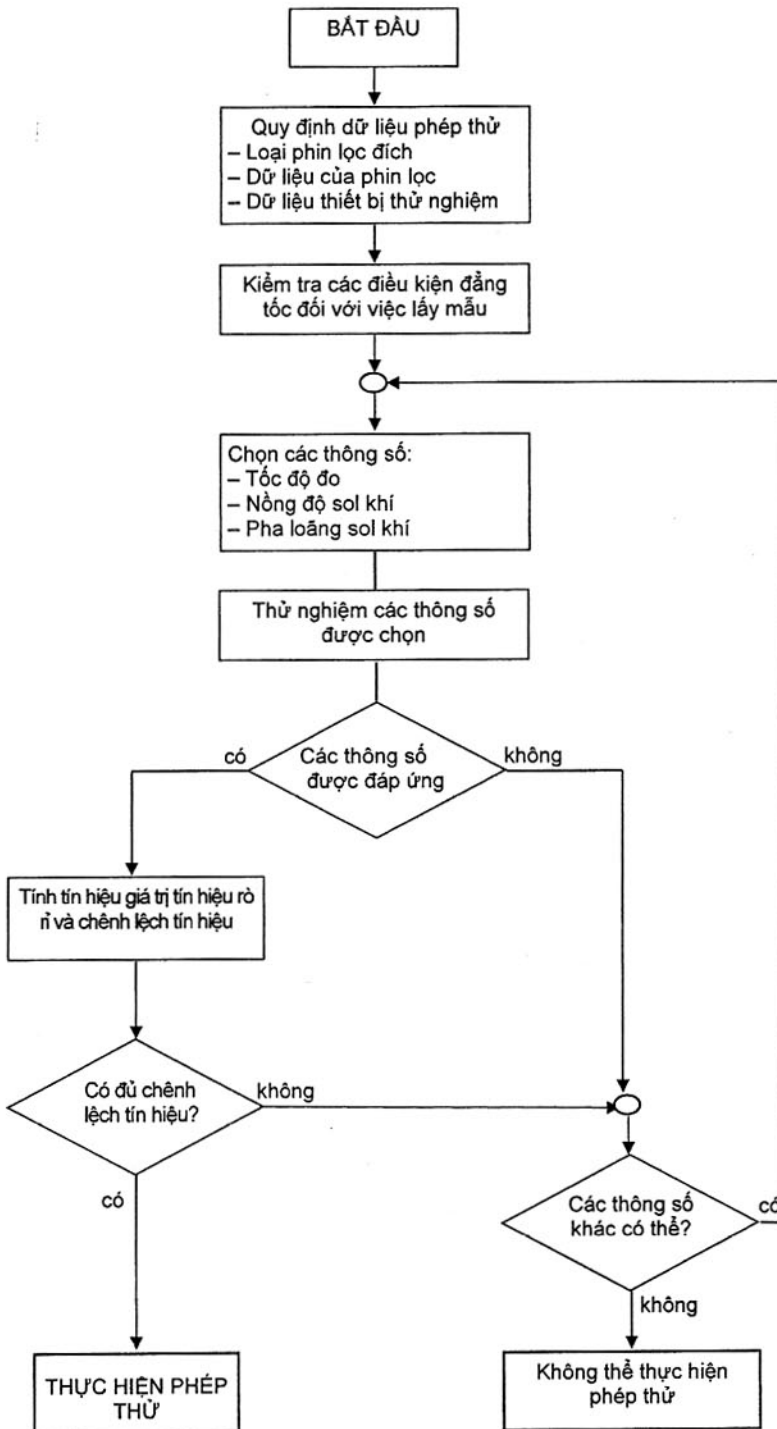 BẮT ĐẦU
Quy định dữ liệu phép thử
– Loại phin lọc đích
– Dữ liệu của phin lọc
– Dữ liệu thiết bị thử nghiệm
Kiểm tra các điều kiện đẳng
tốc đối với việc lấy mẫu
Chọn các thông số:
– Tốc độ đo
– Nồng độ sol khí
– Pha loãng sol khí
Thử nghiệm các thông số
được chọn
có
Các thông số
được đáp ứng
không
Tính tín hiệu giá trị tín hiệu rò
rỉ và chênh lệch tín hiệu
Có đủ chênh
lệch tín hiệu?
không
có
Các thông số
khác có thể?
có
không
THỰC HIỆN PHÉP
THỬ
Không thể thực hiện
phép thử